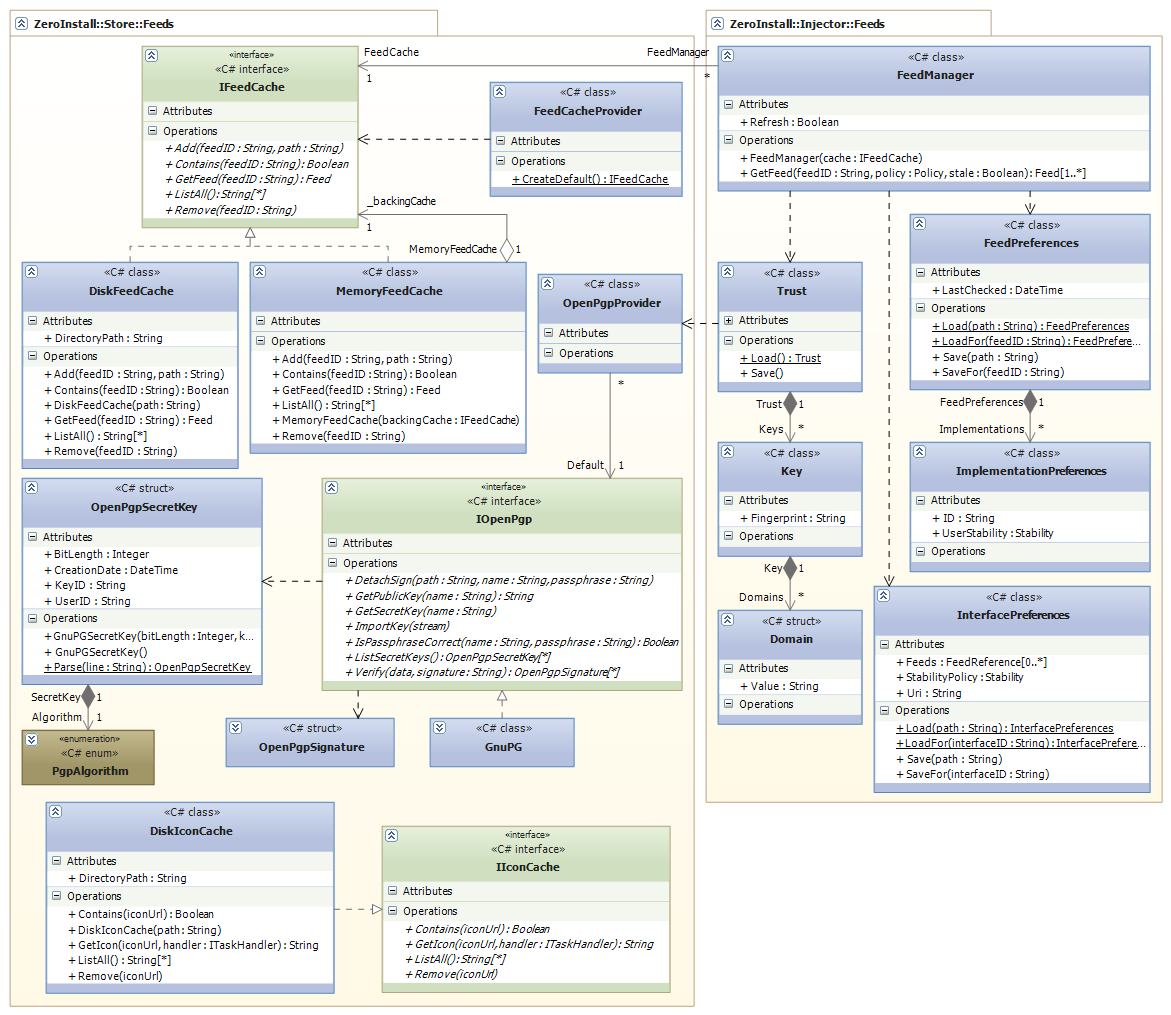 ZeroInstall::Store::Feeds
«interface»
«C# interface»
IFeedCache
Attributes
Operations
+ Add(feedID : String, path : String)
+ Contains(feedID : String) : Boolean
+ GetFeed(feedID : String) : Feed
+ ListAll() : String[*]
+ Remove(feedID : String)
FeedCache
1
FeedManager
*
«C# class»
FeedCacheProvider
Attributes
Operations
+ CreateDefault() : IFeedCache
_backingCache
1
MemoryFeedCache
1
«C# class»
DiskFeedCache
Attributes
+ DirectoryPath : String
Operations
+ Add(feedID : String, path : String)
+ Contains(feedID : String) : Boolean
+ DiskFeedCache(path : String)
+ GetFeed(feedID : String) : Feed
+ ListAll() : String[*]
+ Remove(feedID : String)
«C# class»
MemoryFeedCache
Attributes
Operations
+ Add(feedID : String, path : String)
+ Contains(feedID : String) : Boolean
+ GetFeed(feedID : String) : Feed
+ ListAll() : String[*]
+ MemoryFeedCache(backingCache : IFeedCache)
+ Remove(feedID : String)
«C# class»
OpenPgpProvider
Attributes
Operations
*
Default
1
«C# struct»
OpenPgpSecretKey
Attributes
+ BitLength : Integer
+ CreationDate : DateTime
+ KeyID : String
+ UserID : String
Operations
+ GnuPGSecretKey(bitLength : Integer, k...
+ GnuPGSecretKey()
+ Parse(line : String) : OpenPgpSecretKey
SecretKey
1
Algorithm
1
«enumeration»
«C# enum»
PgpAlgorithm
«interface»
«C# interface»
IOpenPgp
Attributes
Operations
+ DetachSign(path : String, name : String, passphrase : String)
+ GetPublicKey(name : String) : String
+ GetSecretKey(name : String)
+ ImportKey(stream)
+ IsPassphraseCorrect(name : String, passphrase : String) : Boolean
+ ListSecretKeys() : OpenPgpSecretKey[*]
+ Verify(data, signature : String) : OpenPgpSignature[*]
«C# struct»
OpenPgpSignature
«C# class»
GnuPG
«C# class»
DiskIconCache
Attributes
+ DirectoryPath : String
Operations
+ Contains(iconUrl) : Boolean
+ DiskIconCache(path : String)
+ GetIcon(iconUrl, handler : ITaskHandler) : String
+ ListAll() : String[*]
+ Remove(iconUrl)
«interface»
«C# interface»
IIconCache
Attributes
Operations
+ Contains(iconUrl) : Boolean
+ GetIcon(iconUrl, handler : ITaskHandler) : String
+ ListAll() : String[*]
+ Remove(iconUrl)
ZeroInstall::Injector::Feeds
«C# class»
FeedManager
Attributes
+ Refresh : Boolean
Operations
+ FeedManager(cache : IFeedCache)
+ GetFeed(feedID : String, policy : Policy, stale : Boolean) : Feed[1..*]
«C# class»
Trust
Attributes
Operations
+ Load() : Trust
+ Save()
Trust
1
Keys
*
«C# class»
Key
Attributes
+ Fingerprint : String
Operations
Key
1
Domains
*
«C# struct»
Domain
Attributes
+ Value : String
Operations
«C# class»
FeedPreferences
Attributes
+ LastChecked : DateTime
Operations
+ Load(path : String) : FeedPreferences
+ LoadFor(feedID : String) : FeedPrefere...
+ Save(path : String)
+ SaveFor(feedID : String)
FeedPreferences
1
Implementations
*
«C# class»
ImplementationPreferences
Attributes
+ ID : String
+ UserStability : Stability
Operations
«C# class»
InterfacePreferences
Attributes
+ Feeds : FeedReference[0..*]
+ StabilityPolicy : Stability
+ Uri : String
Operations
+ Load(path : String) : InterfacePreferences
+ LoadFor(interfaceID : String) : InterfacePrefere...
+ Save(path : String)
+ SaveFor(interfaceID : String)